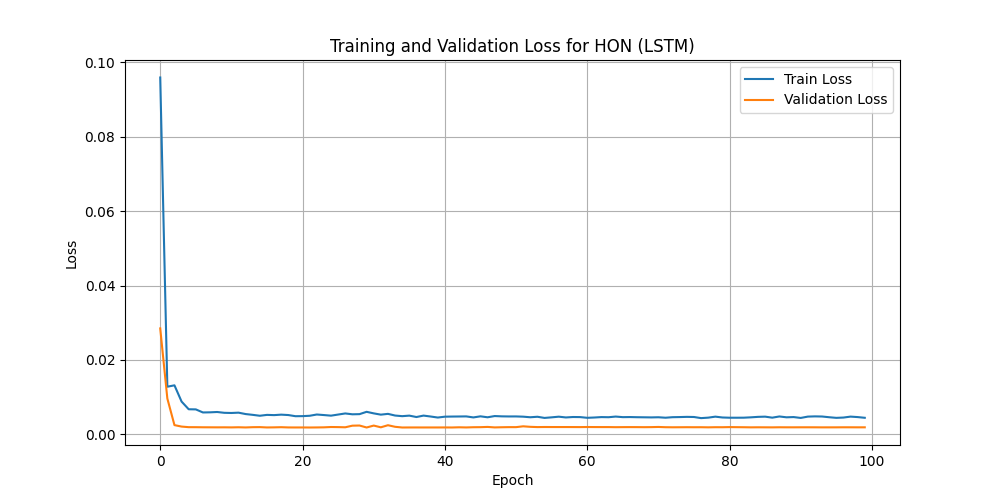 Training and Validation Loss for HON (LSTM)
Train Loss
Validation Loss
Loss
0.10
0.08
0.06
0.04
0.02
0.00
0 20 40 60 80 100
Epoch